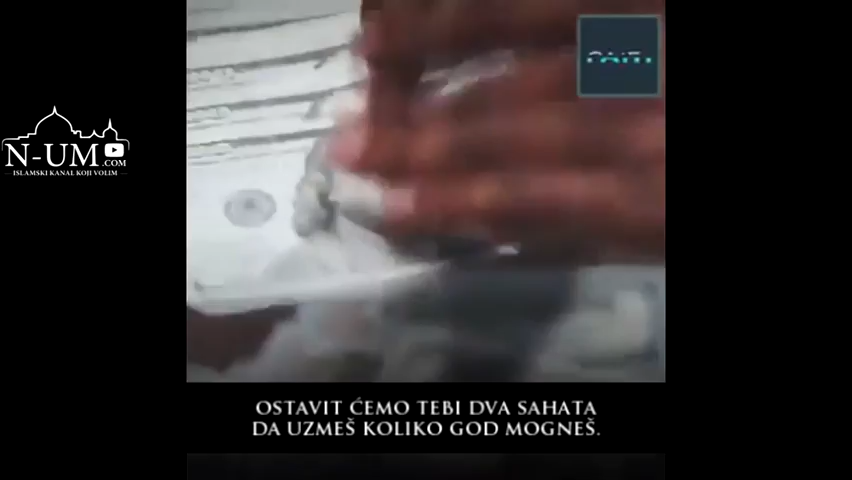 N-UM
.COM
ISLAMSKI KANAL KOJI VOLIM
OSTAVIT ĆEMO TEBI DVA SAHATA
DA UZMEŠ KOLIKO GOD MOGNEŠ.